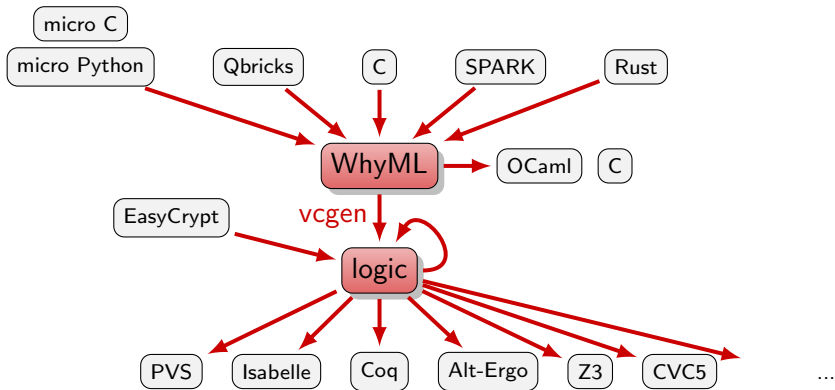 micro C
micro Python
Qbricks
C
SPARK
Rust
WhyML
OCaml
C
vcgen
EasyCrypt
logic
PVS
Isabelle
Coq
Alt-Ergo
Z3
CVC5
...